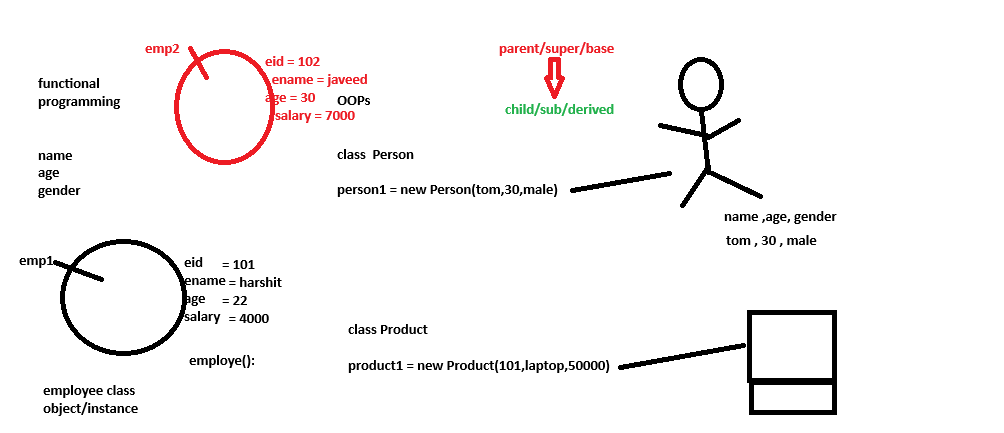 emp2
eid = 102
ename = javeed
age = 30
salary = 7000
functional
programming
OOPs
parent/super/base
child/sub/derived
name
age
gender
class  Person
person1 = new Person(tom,30,male)
name ,age, gender
tom , 30 , male
emp1
eid = 101
ename = harshit
age = 22
salary = 4000
employe():
employee class
object/instance
class Product
product1 = new Product(101,laptop,50000)